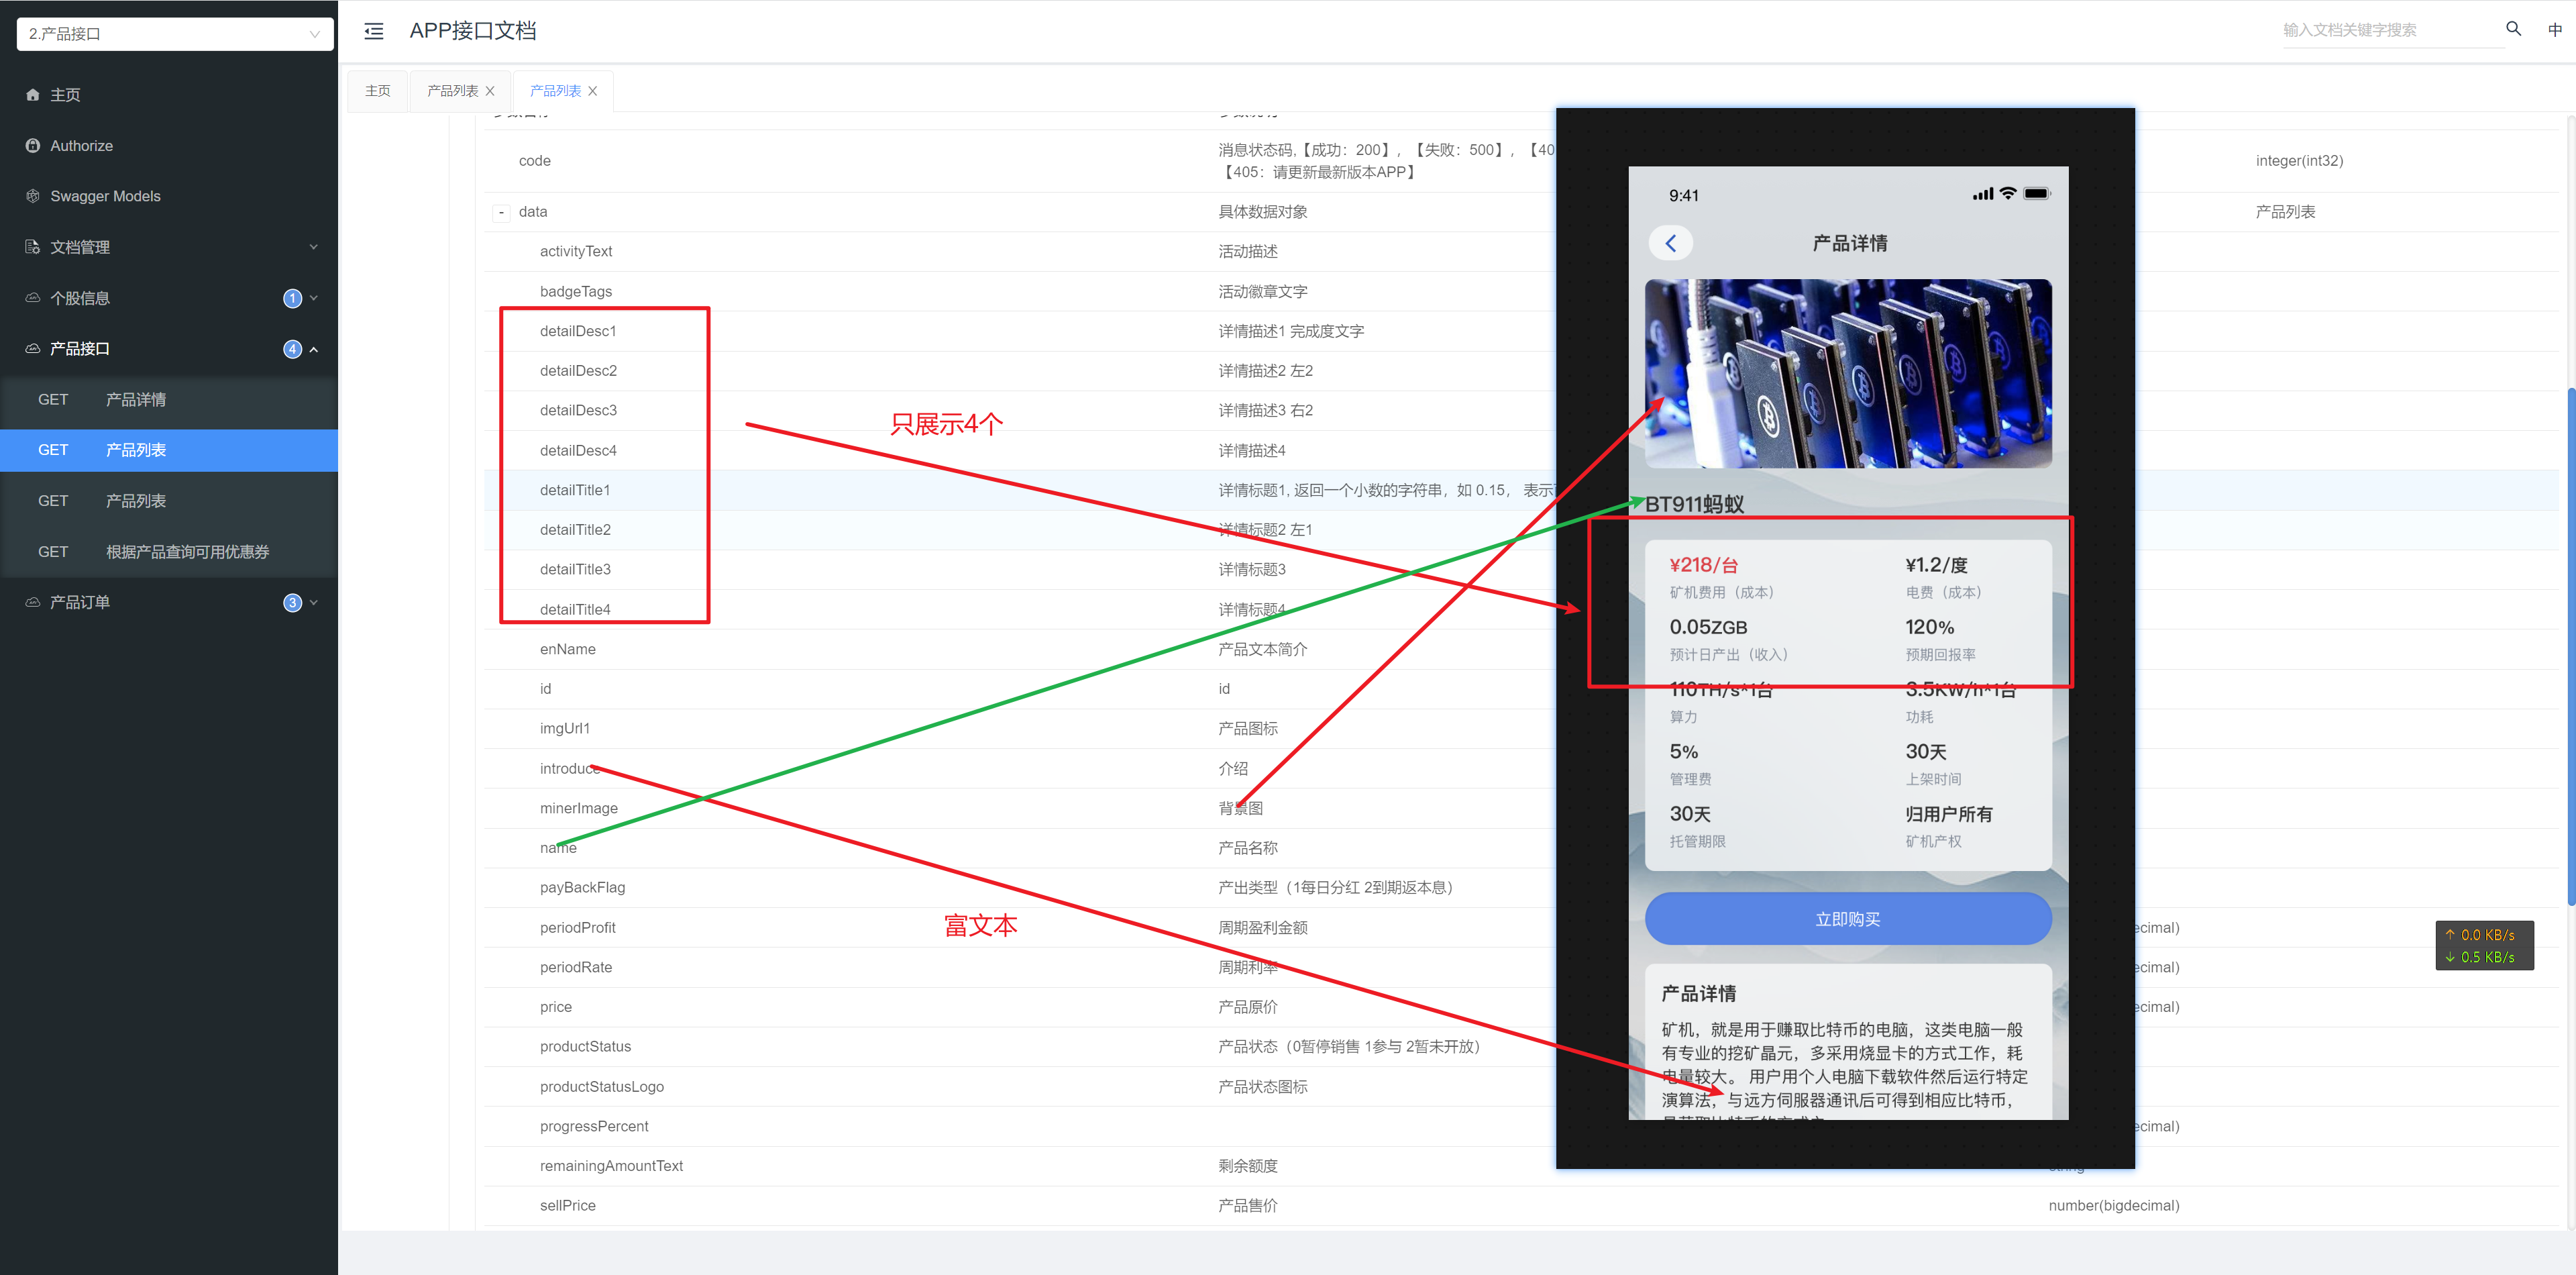 2.产品接口
APP接口文档
输入文档关键字搜索
中
主页
产品列表
产品列表
主页
Authorize
Swagger Models
文档管理
个股信息
1
产品接口
4
GET 产品详情
GET 产品列表
GET 产品列表
GET 根据产品查询可用优惠券
产品订单
3
code
消息状态码,【成功：200】，【失败：500】，【40
【405：请更新最新版本APP】
integer(int32)
- data
具体数据对象
产品列表
activityText
活动描述
badgeTags
活动徽章文字
detailDesc1
详情描述1 完成度文字
detailDesc2
详情描述2 左2
detailDesc3
详情描述3 右2
detailDesc4
详情描述4
detailTitle1
详情标题1, 返回一个小数的字符串，如 0.15， 表示
detailTitle2
详情标题2 左1
detailTitle3
详情标题3
detailTitle4
详情标题4
enName
产品文本简介
id
id
imgUrl1
产品图标
introduce
介绍
minerImage
背景图
name
产品名称
payBackFlag
产出类型（1每日分红 2到期返本息）
periodProfit
周期盈利金额
ecimal)
periodRate
周期利率
ecimal)
price
产品原价
ecimal)
productStatus
产品状态（0暂停销售 1参与 2暂未开放）
productStatusLogo
产品状态图标
progressPercent
ecimal)
remainingAmountText
剩余额度
string
sellPrice
产品售价
number(bigdecimal)
只展示4个
富文本
9:41
产品详情
BT911蚂蚁
¥218/台
¥1.2/度
矿机费用（成本）
电费（成本）
0.05ZGB
120%
预计日产出（收入）
预期回报率
110TH/s*1台
3.5KW/h*1台
算力
功耗
5%
30天
管理费
上架时间
30天
归用户所有
托管期限
矿机产权
立即购买
产品详情
矿机，就是用于赚取比特币的电脑，这类电脑一般
有专业的挖矿晶元，多采用烧显卡的方式工作，耗
电量较大。 用户用个人电脑下载软件然后运行特定
演算法，与远方伺服器通讯后可得到相应比特币，
↑ 0.0 KB/s
↓ 0.5 KB/s